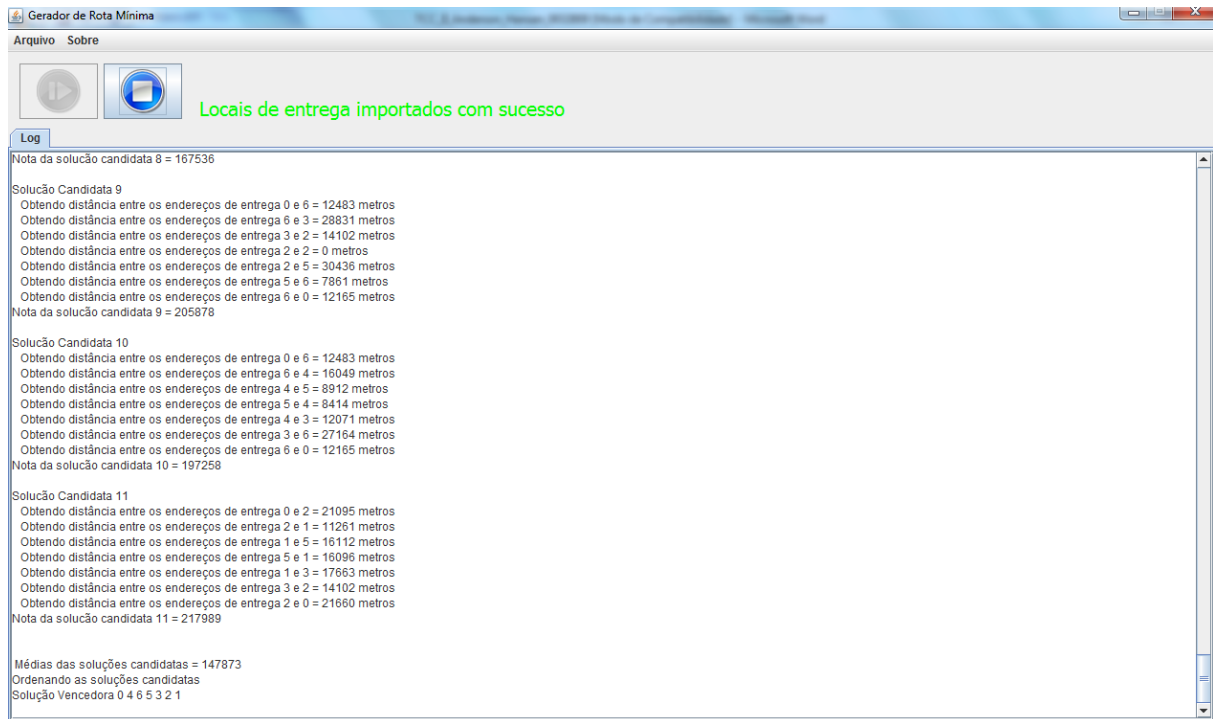 Gerador de Rota Mínima
Arquivo Sobre
Locais de entrega importados com sucesso
Log
Nota da solucão candidata 8 = 167536
Solucão Candidata 9
Obtendo distância entre os endereços de entrega 0 e 6 = 12483 metros
Obtendo distância entre os endereços de entrega 6 e 3 = 28831 metros
Obtendo distância entre os endereços de entrega 3 e 2 = 14102 metros
Obtendo distância entre os endereços de entrega 2 e 2 = 0 metros
Obtendo distância entre os endereços de entrega 2 e 5 = 30436 metros
Obtendo distância entre os endereços de entrega 5 e 6 = 7861 metros
Obtendo distância entre os endereços de entrega 6 e 0 = 12165 metros
Nota da solucão candidata 9 = 205878
Solucão Candidata 10
Obtendo distância entre os endereços de entrega 0 e 6 = 12483 metros
Obtendo distância entre os endereços de entrega 6 e 4 = 16049 metros
Obtendo distância entre os endereços de entrega 4 e 5 = 8912 metros
Obtendo distância entre os endereços de entrega 5 e 4 = 8414 metros
Obtendo distância entre os endereços de entrega 4 e 3 = 12071 metros
Obtendo distância entre os endereços de entrega 3 e 6 = 27164 metros
Obtendo distância entre os endereços de entrega 6 e 0 = 12165 metros
Nota da solucão candidata 10 = 197258
Solucão Candidata 11
Obtendo distância entre os endereços de entrega 0 e 2 = 21095 metros
Obtendo distância entre os endereços de entrega 2 e 1 = 11261 metros
Obtendo distância entre os endereços de entrega 1 e 5 = 16112 metros
Obtendo distância entre os endereços de entrega 5 e 1 = 16096 metros
Obtendo distância entre os endereços de entrega 1 e 3 = 17663 metros
Obtendo distância entre os endereços de entrega 3 e 2 = 14102 metros
Obtendo distância entre os endereços de entrega 2 e 0 = 21660 metros
Nota da solucão candidata 11 = 217989
Médias das soluções candidatas = 147873
Ordenando as soluções candidatas
Solução Vencedora 0 4 6 5 3 2 1